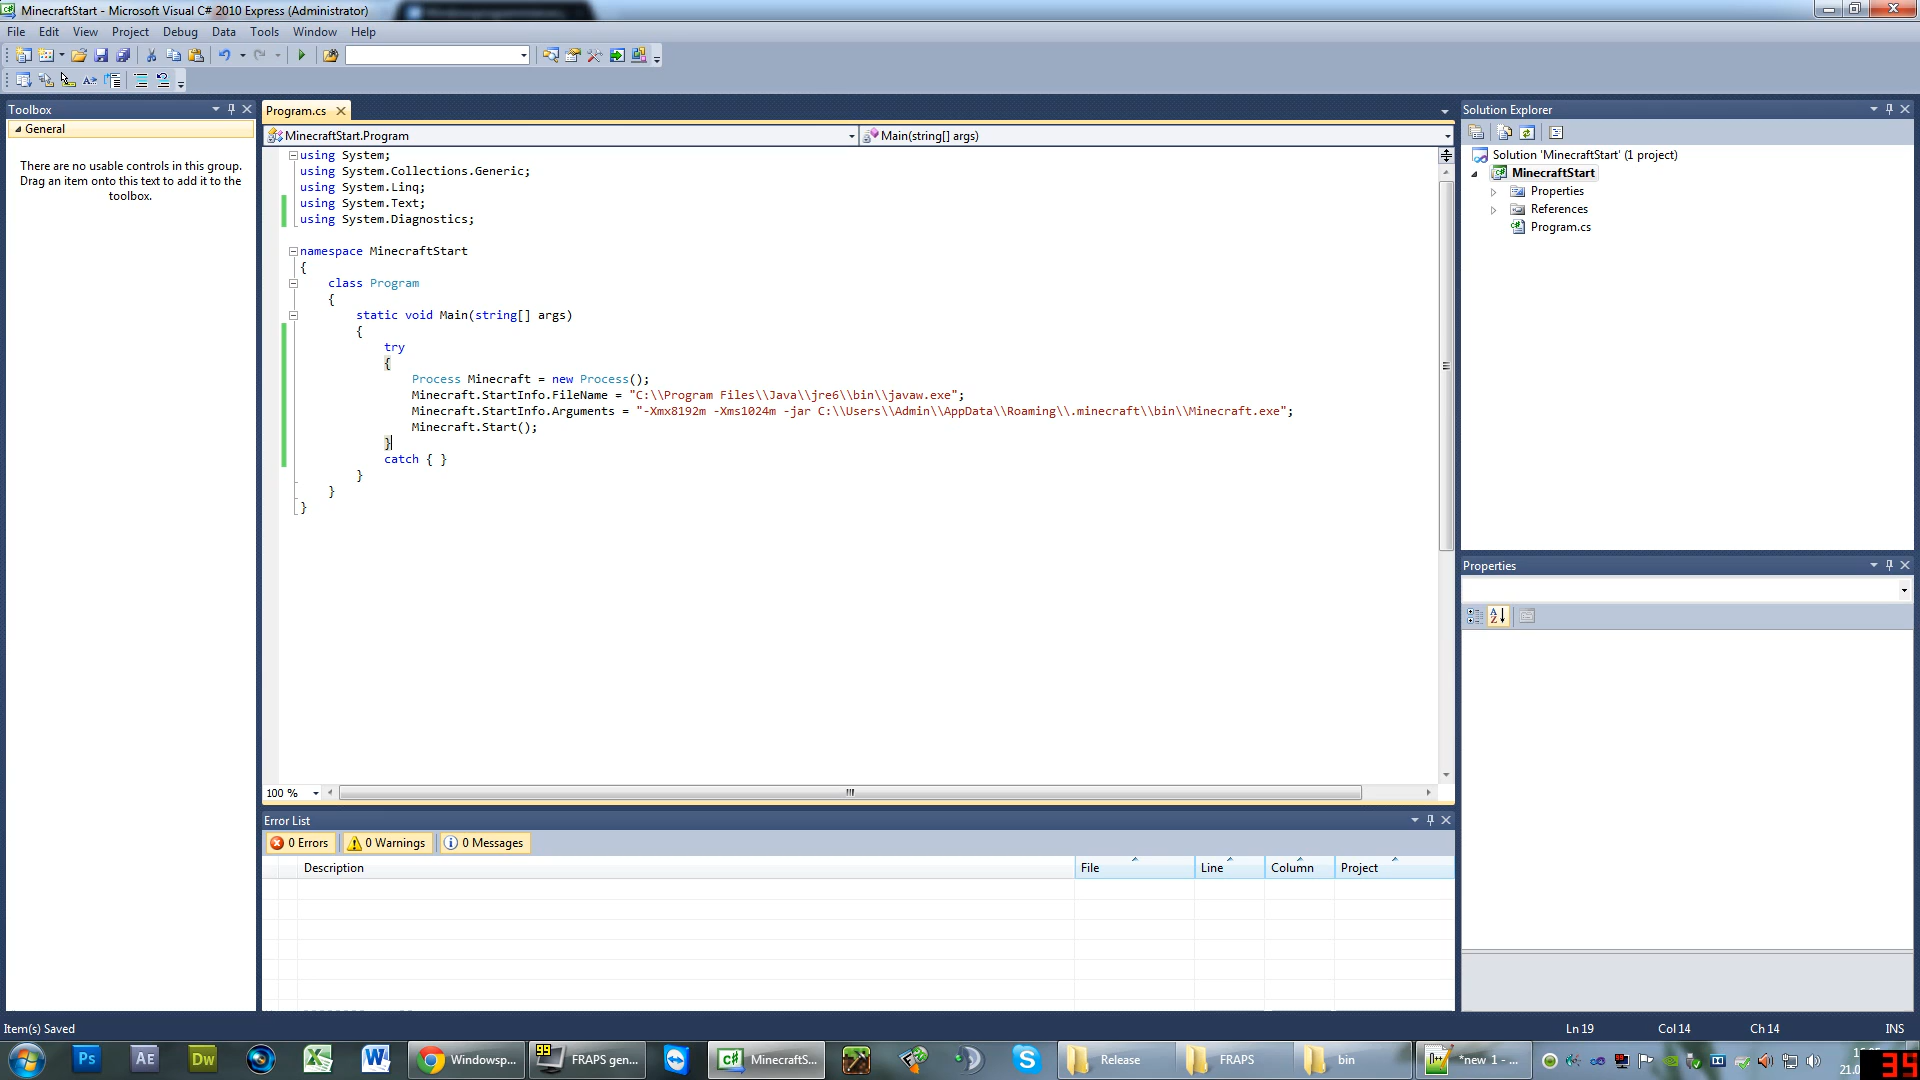 MinecraftStart - Microsoft Visual C# 2010 Express (Administrator)
File Edit View Project Debug Data Tools Window Help
Toolbox
General
There are no usable controls in this group.
Drag an item onto this text to add it to the
toolbox.
Program.cs
MinecraftStart.Program
Main(string[] args)
using System;
using System.Collections.Generic;
using System.Linq;
using System.Text;
using System.Diagnostics;
namespace MinecraftStart
{
class Program
{
static void Main(string[] args)
{
try
{
Process Minecraft = new Process();
Minecraft.StartInfo.FileName = "C:\\Program Files\\Java\\jre6\\bin\\javaw.exe";
Minecraft.StartInfo.Arguments = "-Xmx8192m -Xms1024m -jar C:\\Users\\Admin\\AppData\\Roaming\\.minecraft\\bin\\Minecraft.exe";
Minecraft.Start();
}
catch { }
}
}
}
100 %
Solution Explorer
Solution 'MinecraftStart' (1 project)
MinecraftStart
Properties
References
Program.cs
Properties
Error List
0 Errors 0 Warnings 0 Messages
Description File Line Column Project
Item(s) Saved
Ln 19 Col 14 Ch 14 INS
Ps AE Dw Windowsp... FRAPS gen... MinecraftS... Release FRAPS bin *new 1 - ...
99
34